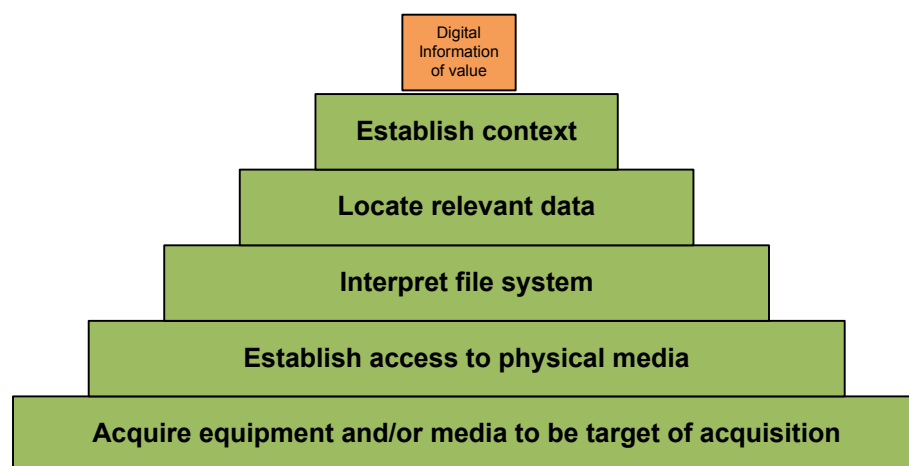 Digital
Information
of value
Establish context
Locate relevant data
Interpret file system
Establish access to physical media
Acquire equipment and/or media to be target of acquisition